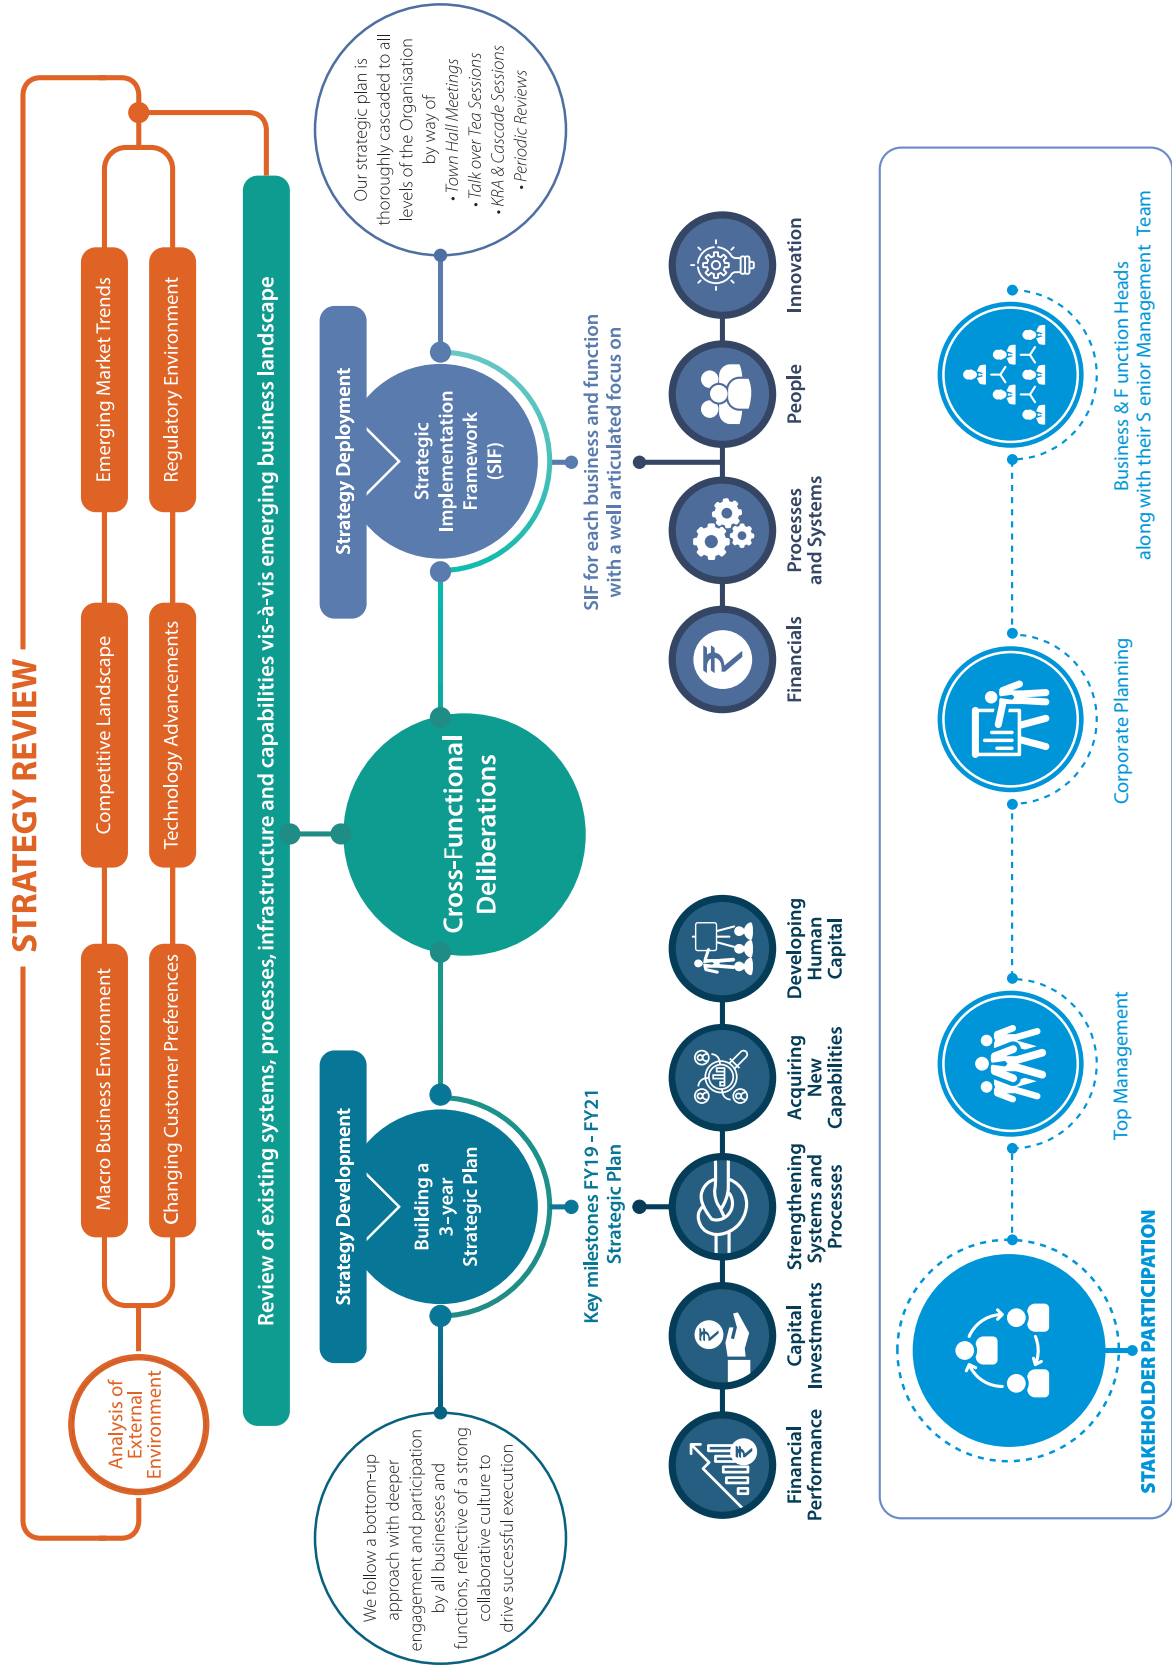 STRATEGY REVIEW
Analysis of
External
Environment
Macro Business Environment
Competitive Landscape
Emerging Market Trends
Changing Customer Preferences
Technology Advancements
Regulatory Environment
Review of existing systems, processes, infrastructure and capabilities vis-à-vis emerging business landscape
We follow a bottom-up
approach with deeper
engagement and participation
by all businesses and
functions, reflective of a strong
collaborative culture to
drive successful execution
Strategy Development
Building a
3-year
Strategic Plan
Cross-Functional
Deliberations
Strategy Deployment
Strategic
Implementation
Framework
(SIF)
Our strategic plan is
thoroughly cascaded to all
levels of the Organisation
by way of
• Town Hall Meetings
• Talk over Tea Sessions
• KRA & Cascade Sessions
• Periodic Reviews
Key milestones FY19 - FY21
Strategic Plan
Financial
Performance
Capital
Investments
Strengthening
Systems and
Processes
Acquiring
New
Capabilities
Developing
Human
Capital
SIF for each business and function
with a well articulated focus on
Financials
Processes
and Systems
People
Innovation
STAKEHOLDER PARTICIPATION
Top Management
Corporate Planning
Business & F unction Heads
along with their S enior Management Team